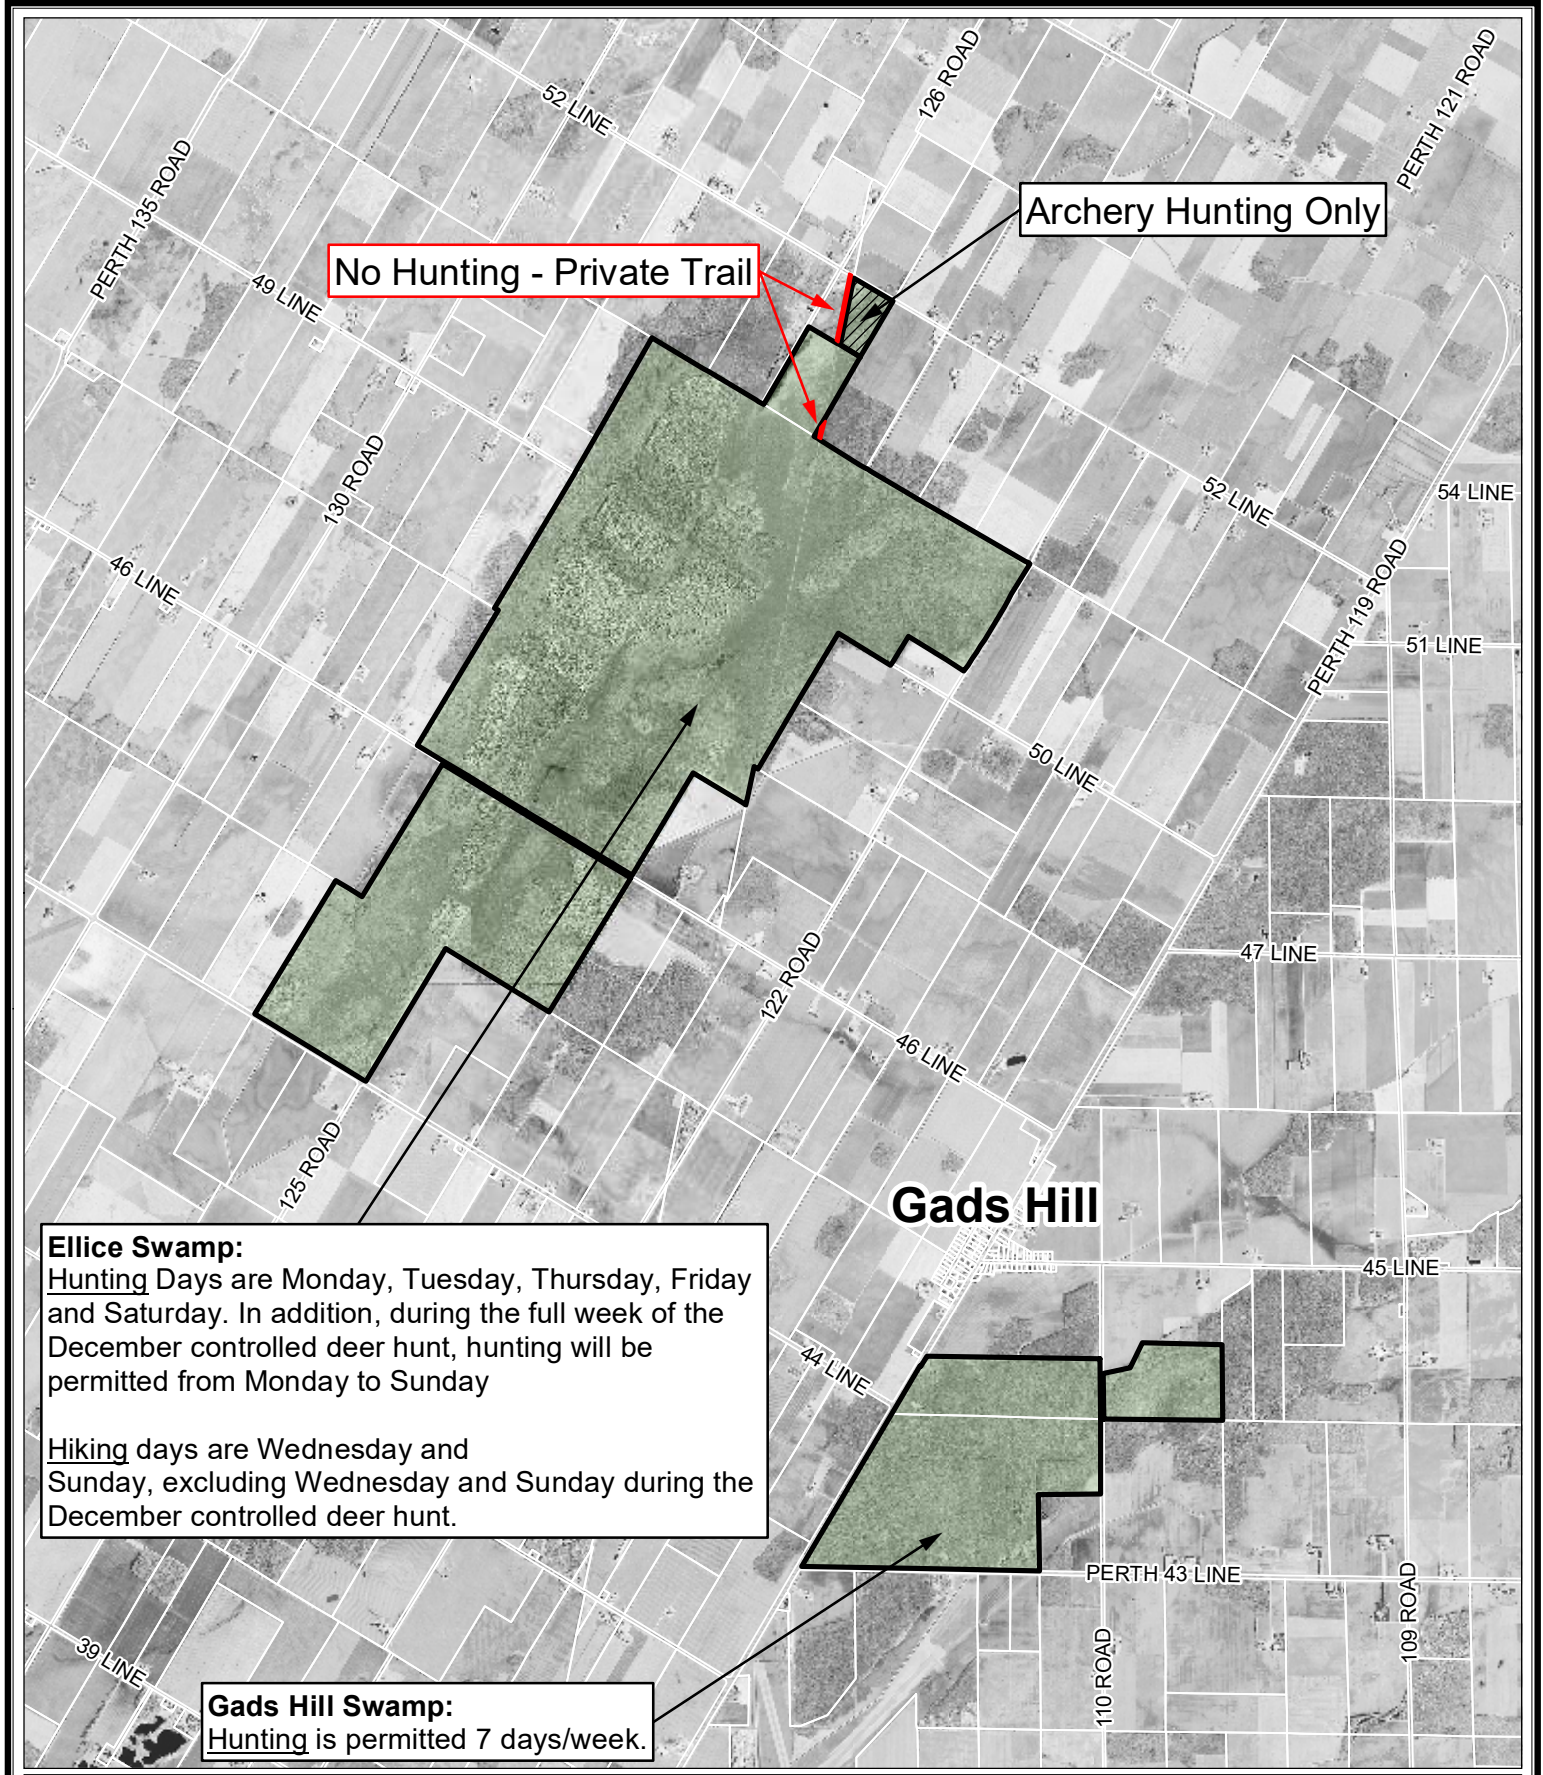 52 LINE
126 ROAD
PERTH 121 ROAD
PERTH 135 ROAD
Archery Hunting Only
No Hunting - Private Trail
49 LINE
130 ROAD
52 LINE
54 LINE
46 LINE
PERTH 119 ROAD
51 LINE
50 LINE
47 LINE
122 ROAD
46 LINE
125 ROAD
Gads Hill
45 LINE
Ellice Swamp:
Hunting Days are Monday, Tuesday, Thursday, Friday
and Saturday. In addition, during the full week of the
December controlled deer hunt, hunting will be
permitted from Monday to Sunday
Hiking days are Wednesday and
Sunday, excluding Wednesday and Sunday during the
December controlled deer hunt.
44 LINE
PERTH 43 LINE
109 ROAD
110 ROAD
39 LINE
Gads Hill Swamp:
Hunting is permitted 7 days/week.